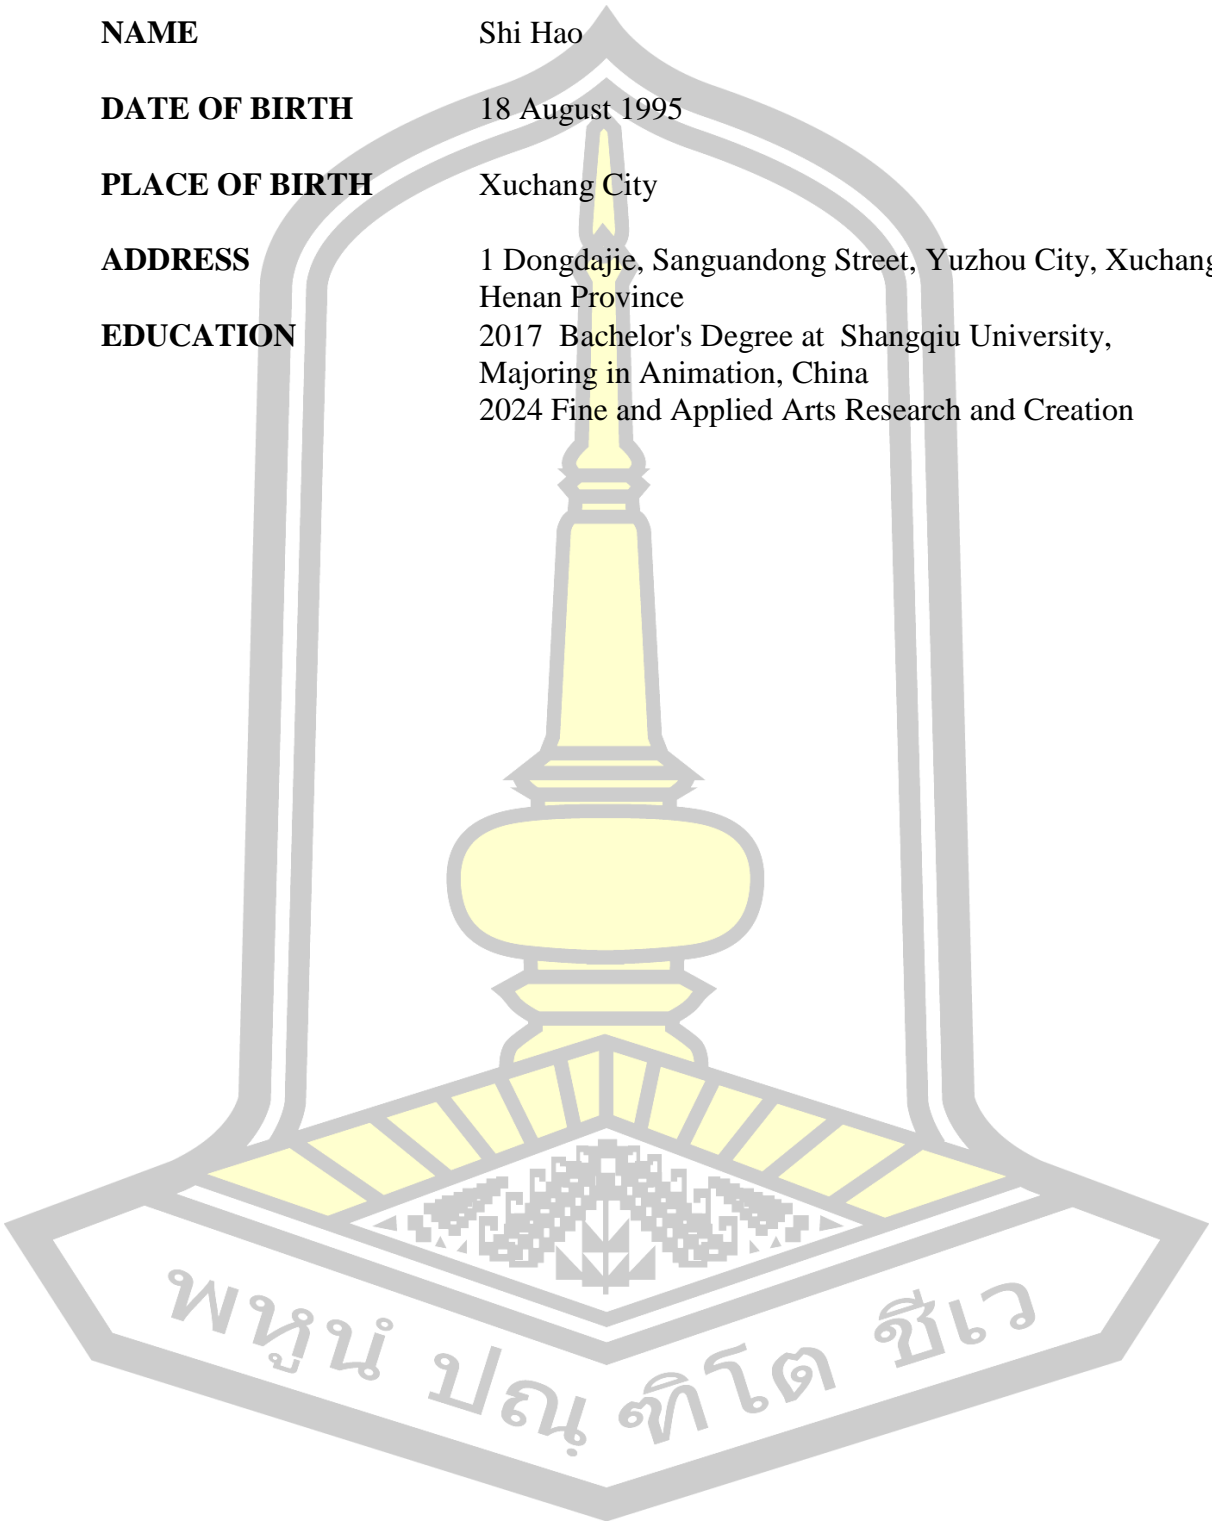 NAME Shi Hao
DATE OF BIRTH 18 August 1995
PLACE OF BIRTH Xuchang City
ADDRESS 1 Dongdajie, Sanguandong Street, Yuzhou City, Xuchang
Henan Province
EDUCATION 2017 Bachelor's Degree at Shangqiu University,
Majoring in Animation, China
2024 Fine and Applied Arts Research and Creation
พหูนํ ปณฺ ฑิโต ชีเว